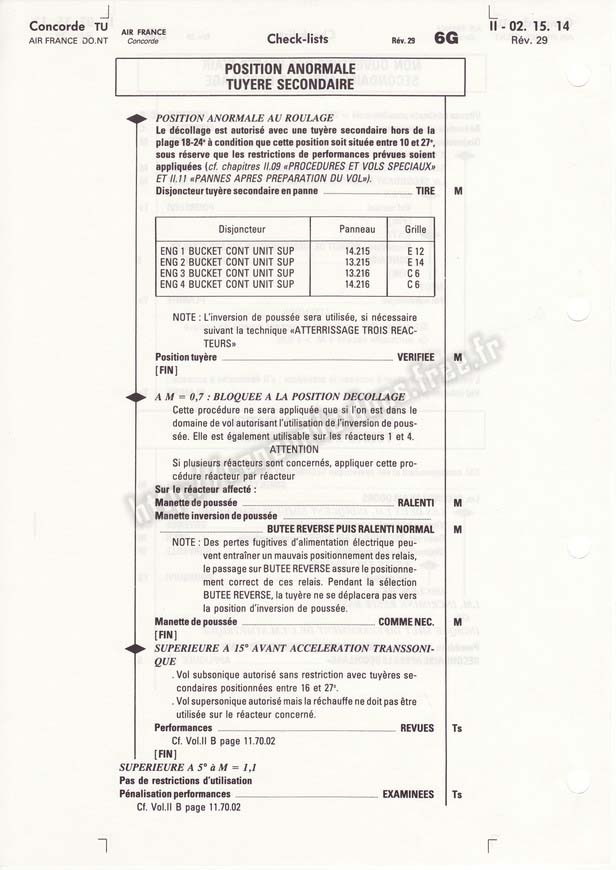 Concorde TU
AIR FRANCE DO.NT
AIR FRANCE
Concorde
Check-lists
Rév. 29
6G
II - 02. 15. 14
Rév. 29
POSITION ANORMALE
TUYERE SECONDAIRE
POSITION ANORMALE AU ROULAGE
Le décollage est autorisé avec une tuyère secondaire hors de la
plage 18-24° à condition que cette position soit située entre 10 et 27°,
sous réserve que les restrictions de performances prévues soient
appliquées (cf. chapitres II.09 «PROCEDURES ET VOLS SPECIAUX»
ET II.11 «PANNES APRES PREPARATION DU VOL»).
Disjoncteur tuyère secondaire en panne TIRE M
Disjoncteur Panneau Grille
ENG 1 BUCKET CONT UNIT SUP 14.215 E 12
ENG 2 BUCKET CONT UNIT SUP 13.215 E 14
ENG 3 BUCKET CONT UNIT SUP 13.216 C 6
ENG 4 BUCKET CONT UNIT SUP 14.216 C 6
NOTE : L'inversion de poussée sera utilisée, si nécessaire
suivant la technique «ATTERRISSAGE TROIS REAC-
TEURS»
Position tuyère VERIFIEE M
[FIN]
A M = 0,7 : BLOQUEE A LA POSITION DECOLLAGE
Cette procédure ne sera appliquée que si l'on est dans le
domaine de vol autorisant l'utilisation de l'inversion de pous-
sée. Elle est également utilisable sur les réacteurs 1 et 4.
ATTENTION
Si plusieurs réacteurs sont concernés, appliquer cette pro-
cédure réacteur par réacteur
Sur le réacteur affecté :
Manette de poussée RALENTI M
Manette inversion de poussée
BUTEE REVERSE PUIS RALENTI NORMAL M
NOTE : Des pertes fugitives d'alimentation électrique peu-
vent entraîner un mauvais positionnement des relais,
le passage sur BUTEE REVERSE assure le positionne-
ment correct de ces relais. Pendant la sélection
BUTEE REVERSE, la tuyère ne se déplacera pas vers
la position d'inversion de poussée.
Manette de poussée COMME NEC. M
[FIN]
SUPERIEURE A 15° AVANT ACCELERATION TRANSSONI-
QUE
. Vol subsonique autorisé sans restriction avec tuyères se-
condaires positionnées entre 16 et 27°.
. Vol supersonique autorisé mais la réchauffe ne doit pas être
utilisée sur le réacteur concerné.
Performances REVUES Ts
Cf. Vol.II B page 11.70.02
[FIN]
SUPERIEURE A 5° à M = 1,1
Pas de restrictions d'utilisation
Pénalisation performances EXAMINEES Ts
Cf. Vol.II B page 11.70.02